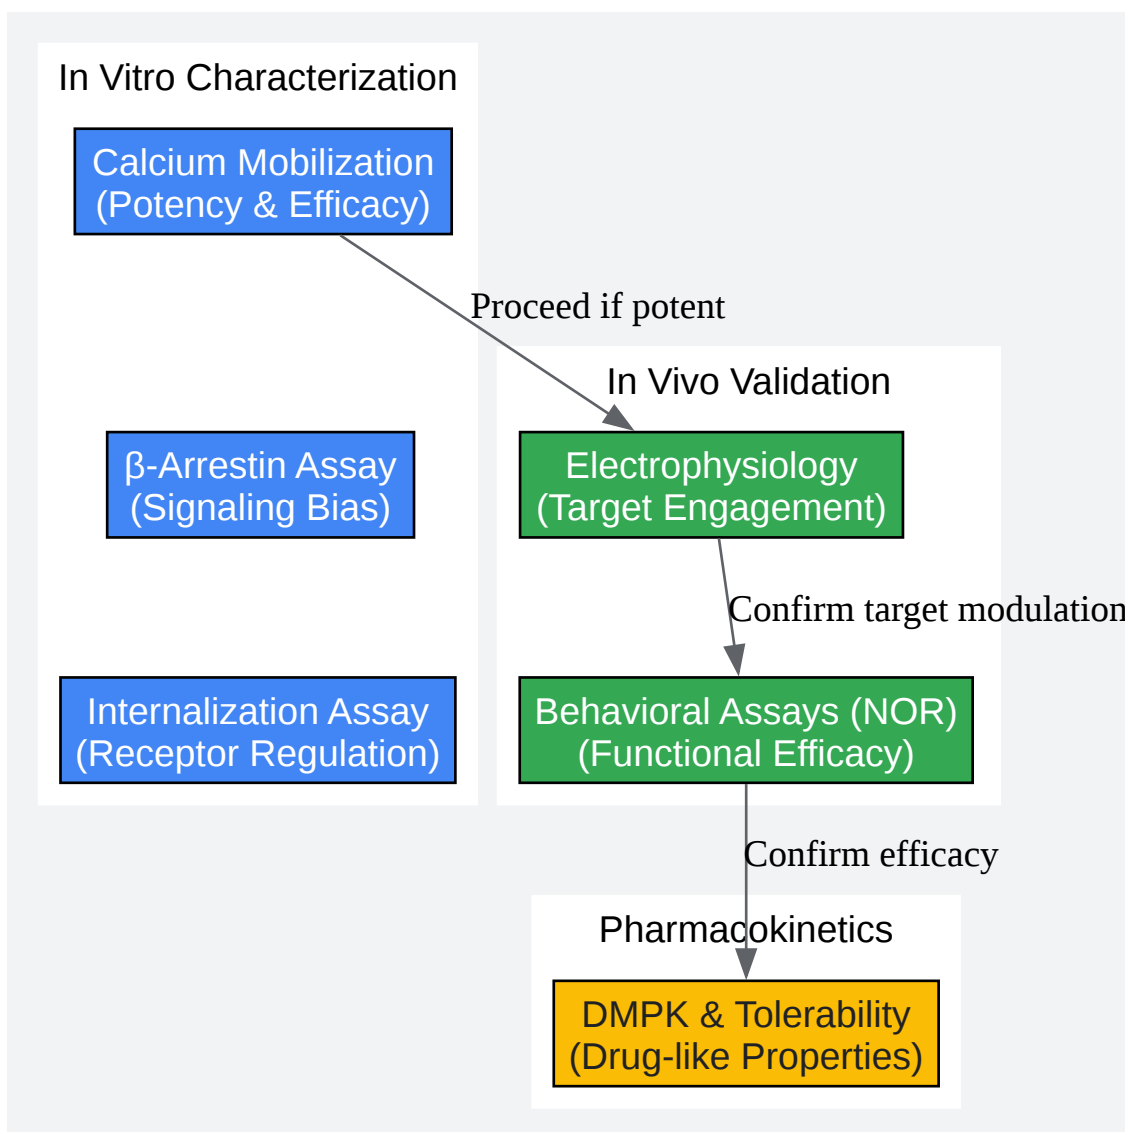 In Vitro Characterization
Calcium Mobilization
(Potency & Efficacy)
Proceed if potent
In Vivo Validation
β-Arrestin Assay
(Signaling Bias)
Electrophysiology
(Target Engagement)
Confirm target modulation
Internalization Assay
(Receptor Regulation)
Behavioral Assays (NOR)
(Functional Efficacy)
Confirm efficacy
Pharmacokinetics
DMPK & Tolerability
(Drug-like Properties)